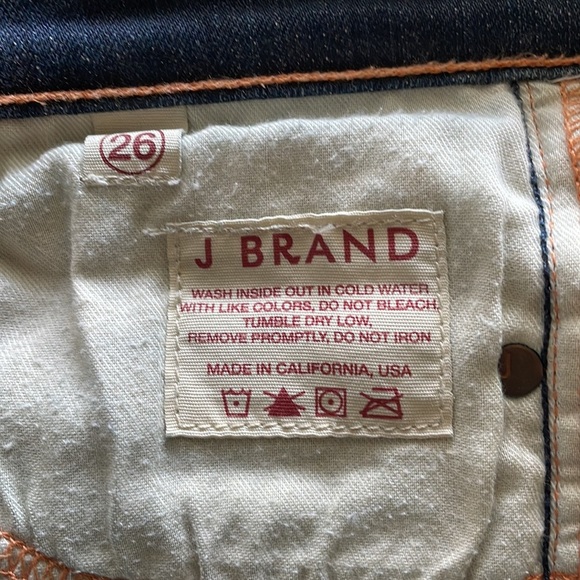 26
J BRAND
WASH INSIDE OUT IN COLD WATER
WITH LIKE COLORS, DO NOT BLEACH,
TUMBLE DRY LOW,
REMOVE PROMPTLY, DO NOT IRON
MADE IN CALIFORNIA, USA